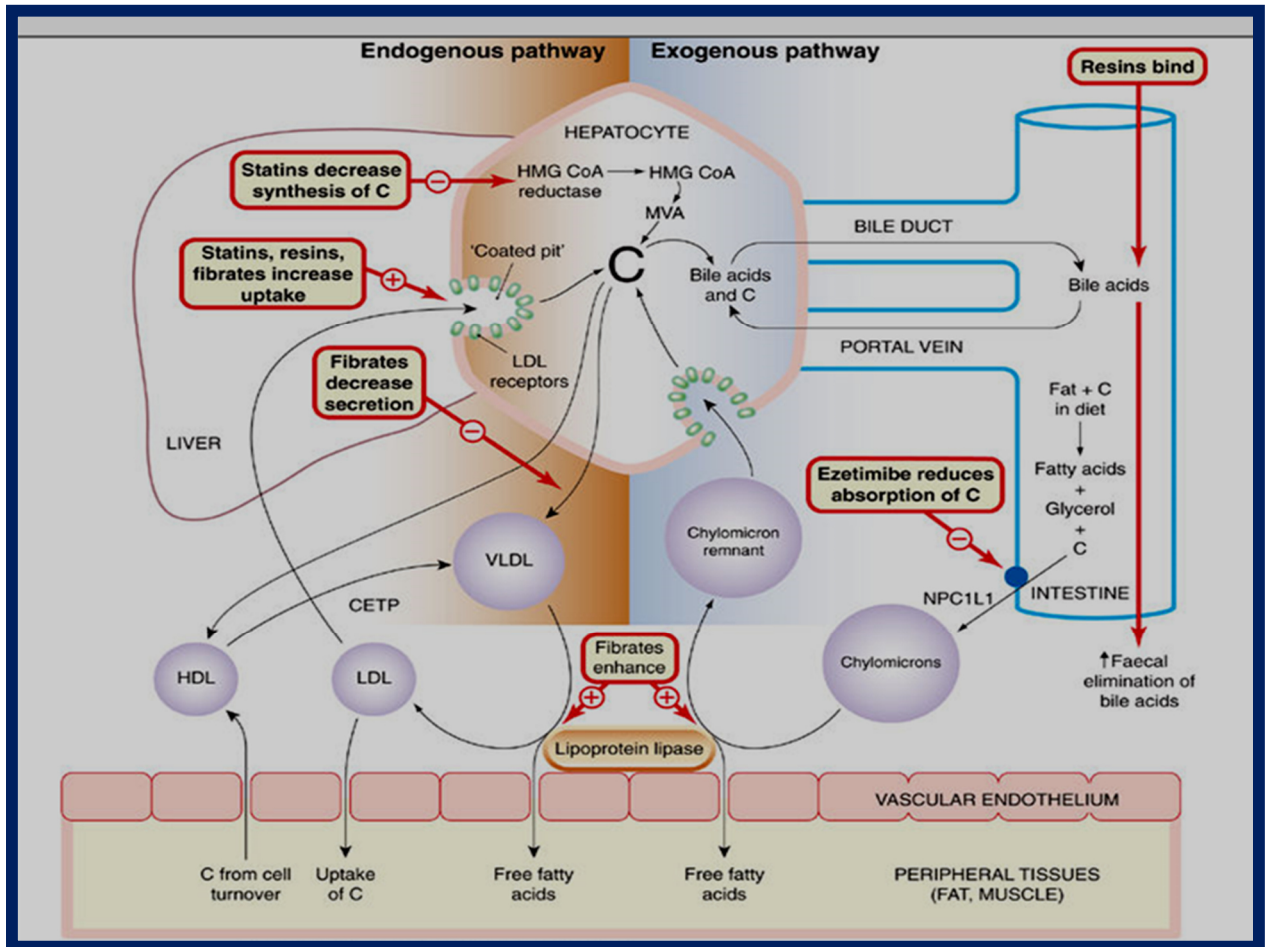 Endogenous pathway
Exogenous pathway
Resins bind
HEPATOCYTE
Statins decrease
synthesis of C
HMG CoA
reductase
HMG CoA
MVA
Statins, resins,
fibrates increase
uptake
'Coated pit'
C
Bile acids
and C
BILE DUCT
Bile acids
LDL
receptors
PORTAL VEIN
Fibrates
decrease
secretion
LIVER
Fat + C
in diet
Fatty acids
+
Glycerol
+
C
Ezetimibe reduces
absorption of C
VLDL
Chylomicron
remnant
CETP
NPC1L1
INTESTINE
HDL
LDL
Fibrates
enhance
Chylomicrons
↑Faecal
elimination of
bile acids
Lipoprotein lipase
VASCULAR ENDOTHELIUM
C from cell
turnover
Uptake
of C
Free fatty
acids
Free fatty
acids
PERIPHERAL TISSUES
(FAT, MUSCLE)